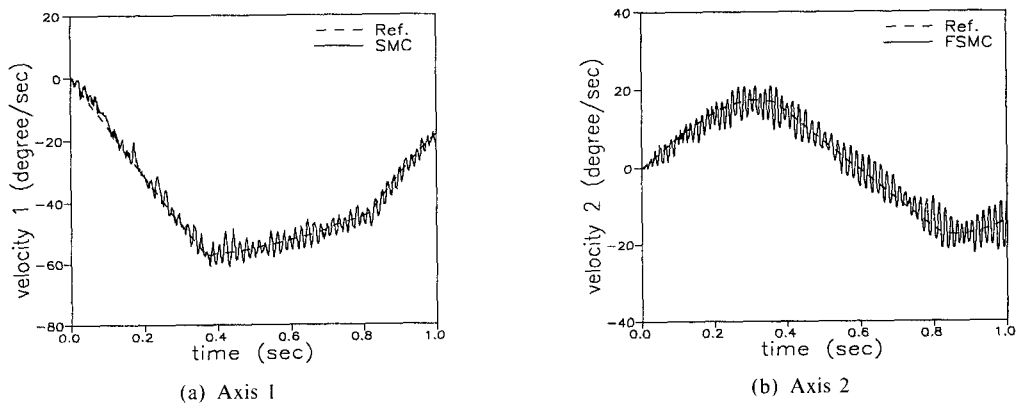 20
0
-20
-40
-60
-80
velocity 1 (degree/sec)
Ref.
SMC
0.0 0.2 0.4 0.6 0.8 1.0
time (sec)
(a) Axis 1
40
20
0
-20
-40
velocity 2 (degree/sec)
Ref.
FSMC
0.0 0.2 0.4 0.6 0.8 1.0
time (sec)
(b) Axis 2